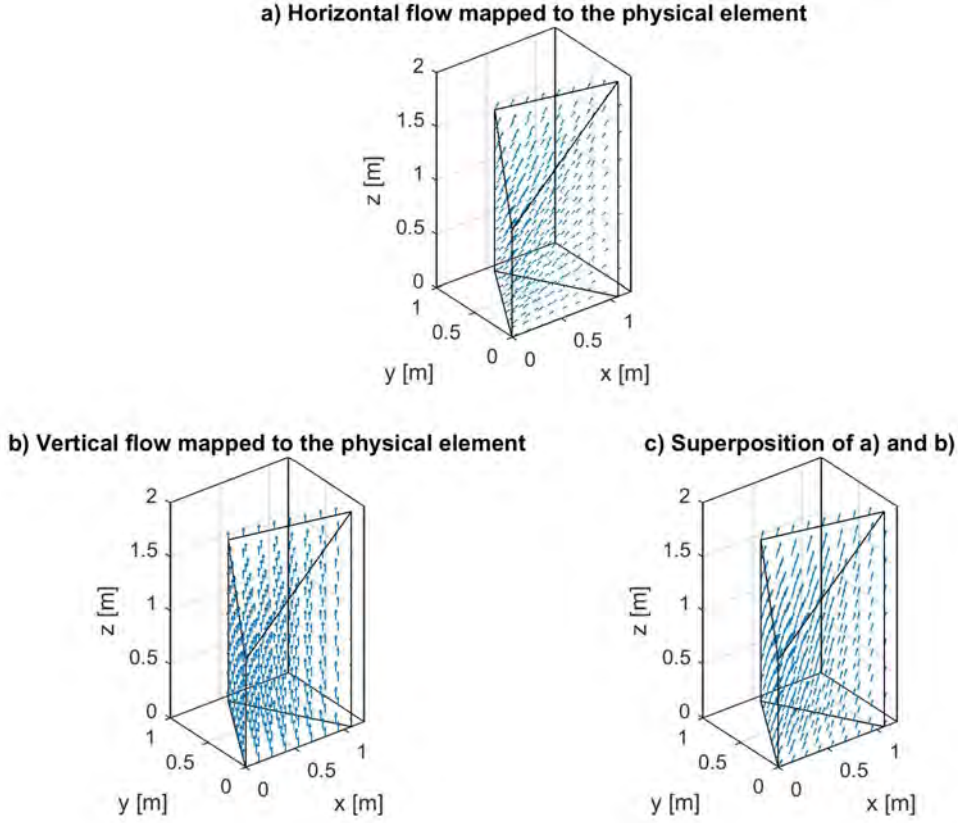 a) Horizontal flow mapped to the physical element
2
1.5
1
0.5
0
z [m]
1
0.5
0
y [m]
0
0.5
1
x [m]
b) Vertical flow mapped to the physical element
2
1.5
1
0.5
0
z [m]
1
0.5
0
y [m]
0
0.5
1
x [m]
c) Superposition of a) and b)
2
1.5
1
0.5
0
z [m]
1
0.5
0
y [m]
0
0.5
1
x [m]